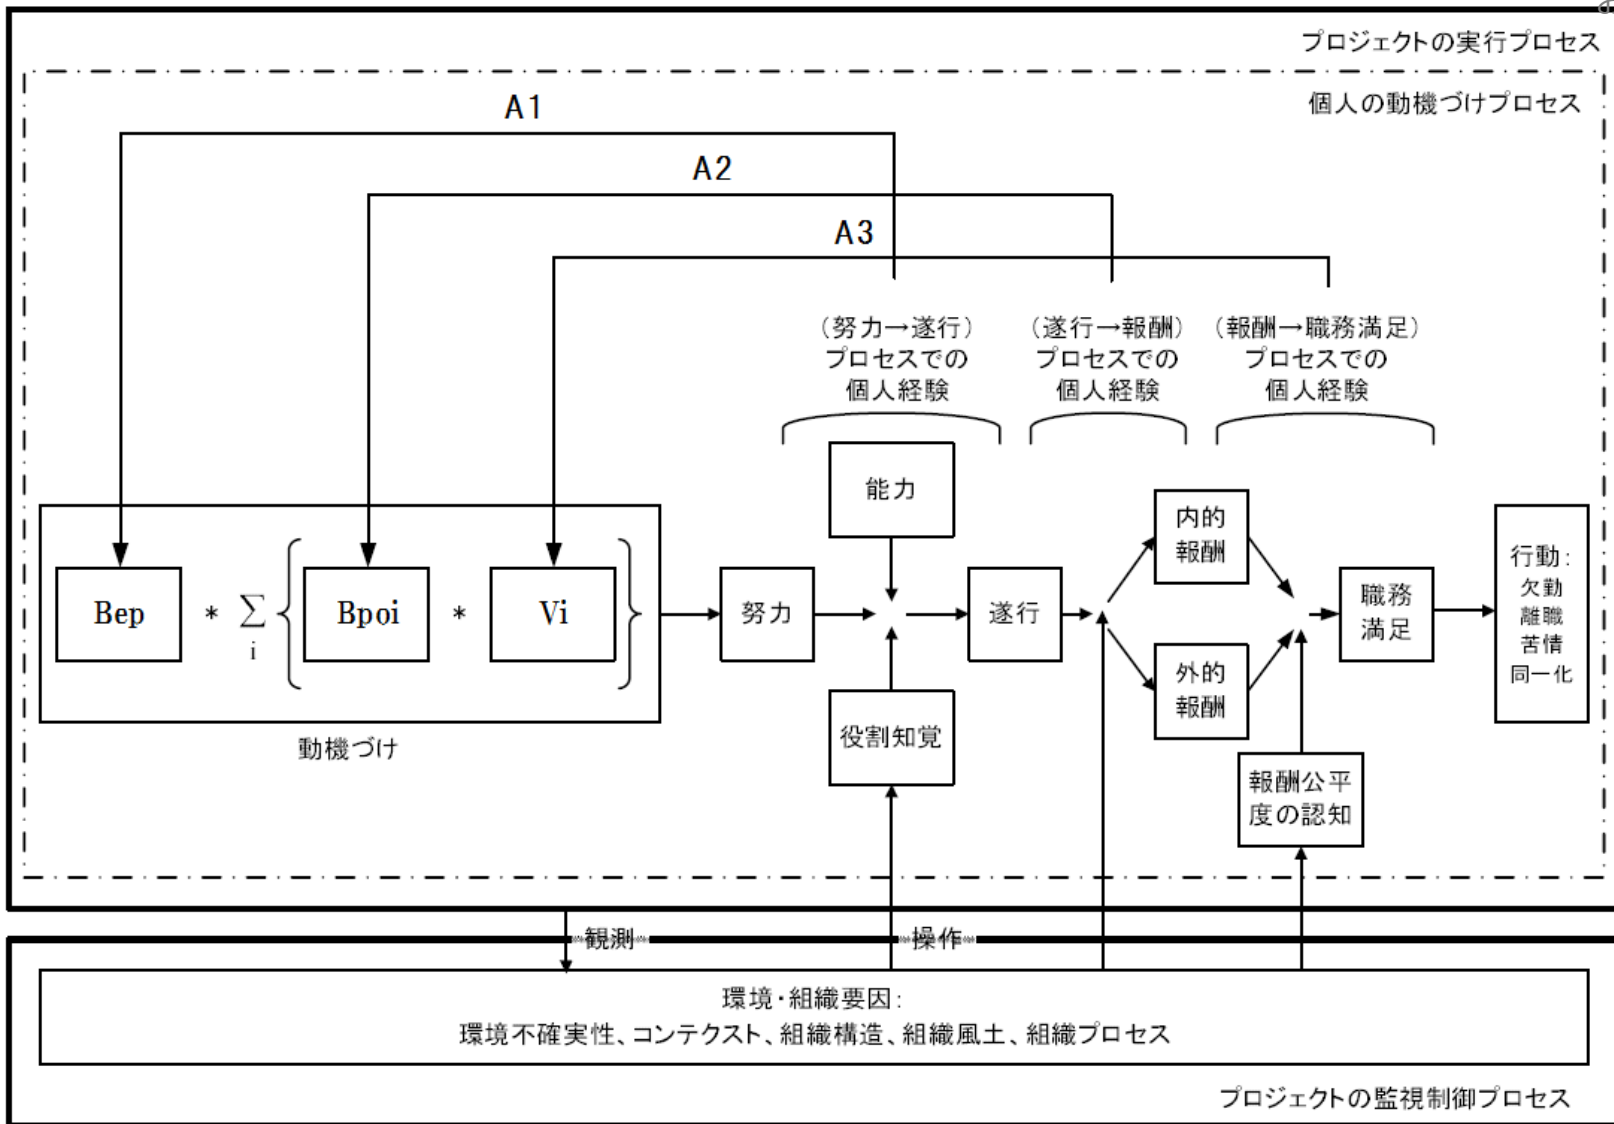 プロジェクトの実行プロセス
個人の動機づけプロセス
A1
A2
A3
(努力→遂行)
プロセスでの
個人経験
(遂行→報酬)
プロセスでの
個人経験
(報酬→職務満足)
プロセスでの
個人経験
能力
内的
報酬
行動:
欠勤
離職
苦情
同一化
Bep
*
∑
i
{
Bpoi
*
Vi
}
努力
遂行
職務
満足
外的
報酬
役割知覚
動機づけ
報酬公平
度の認知
観測
操作
環境・組織要因:
環境不確実性、コンテクスト、組織構造、組織風土、組織プロセス
プロジェクトの監視制御プロセス